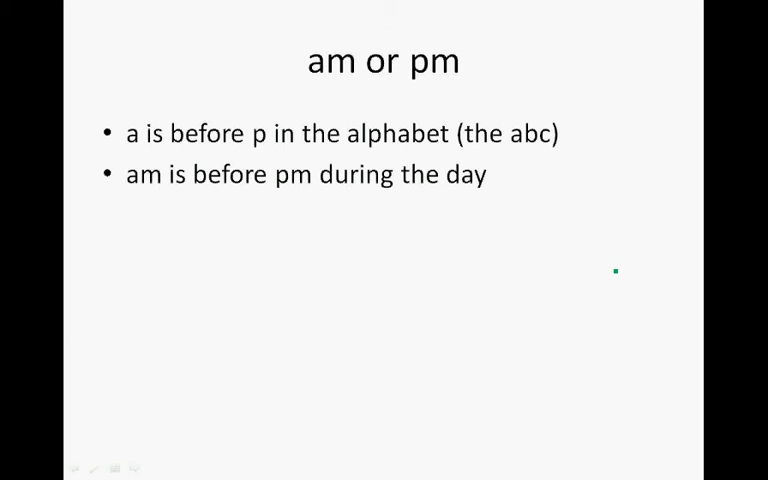 am or pm
• a is before p in the alphabet (the abc)
• am is before pm during the day